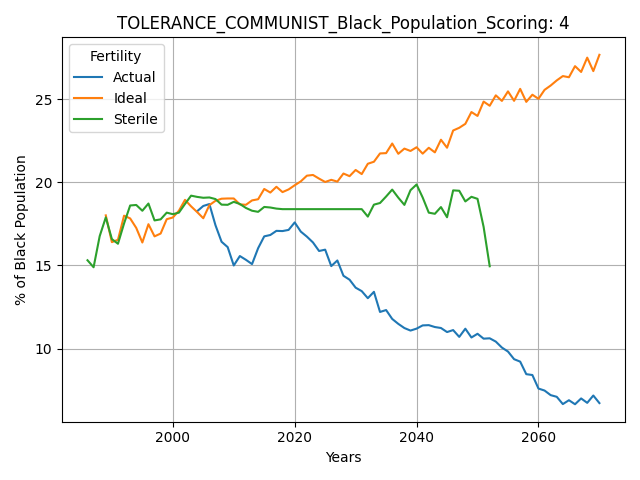 TOLERANCE_COMMUNIST_Black_Population_Scoring: 4
Fertility
Actual
Ideal
Sterile
% of Black Population
25
20
15
10
2000 2020 2040 2060
Years